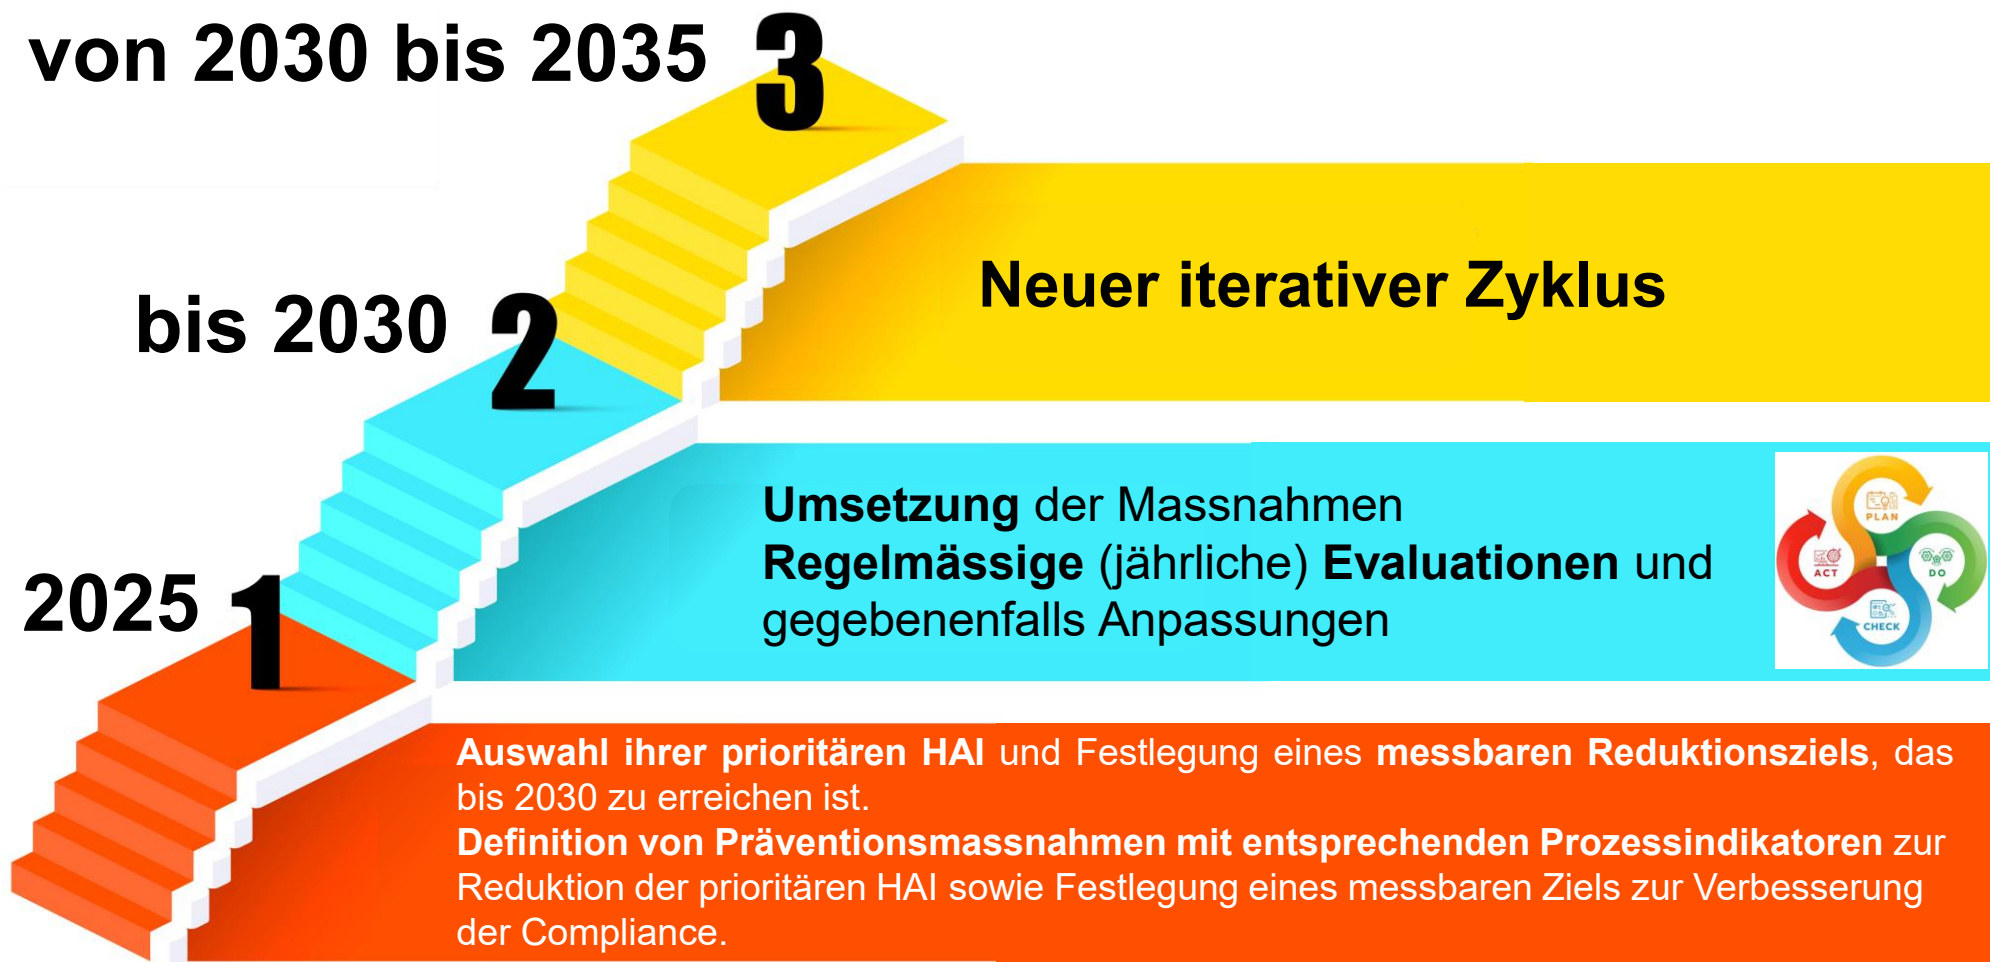 von 2030 bis 2035
3
Neuer iterativer Zyklus
bis 2030
2
Umsetzung der Massnahmen
Regelmässige (jährliche) Evaluationen und
gegebenenfalls Anpassungen
PLAN
ACT
DO
CHECK
2025
1
Auswahl ihrer prioritären HAI und Festlegung eines messbaren Reduktionsziels, das
bis 2030 zu erreichen ist.
Definition von Präventionsmassnahmen mit entsprechenden Prozessindikatoren zur
Reduktion der prioritären HAI sowie Festlegung eines messbaren Ziels zur Verbesserung
der Compliance.